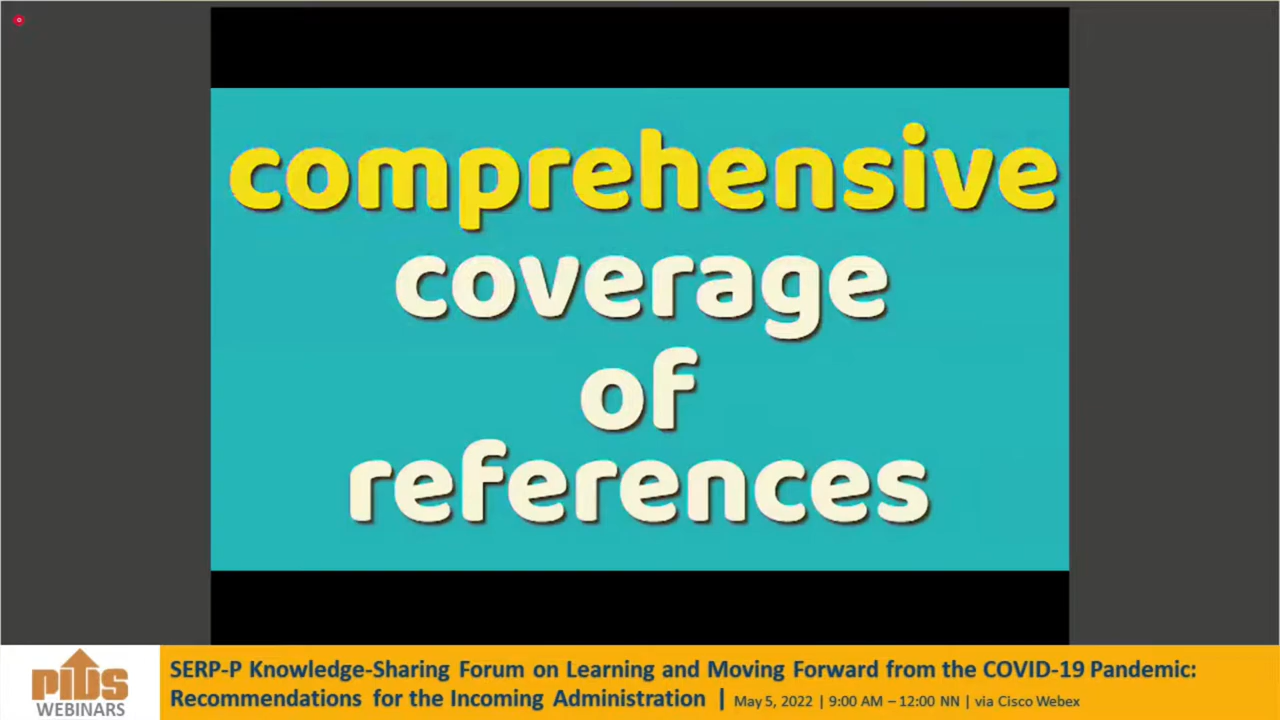 comprehensive
coverage
of
references
pids
WEBINARS
SERP-P Knowledge-Sharing Forum on Learning and Moving Forward from the COVID-19 Pandemic:
Recommendations for the Incoming Administration | May 5, 2022 | 9:00 AM – 12:00 NN | via Cisco Webex